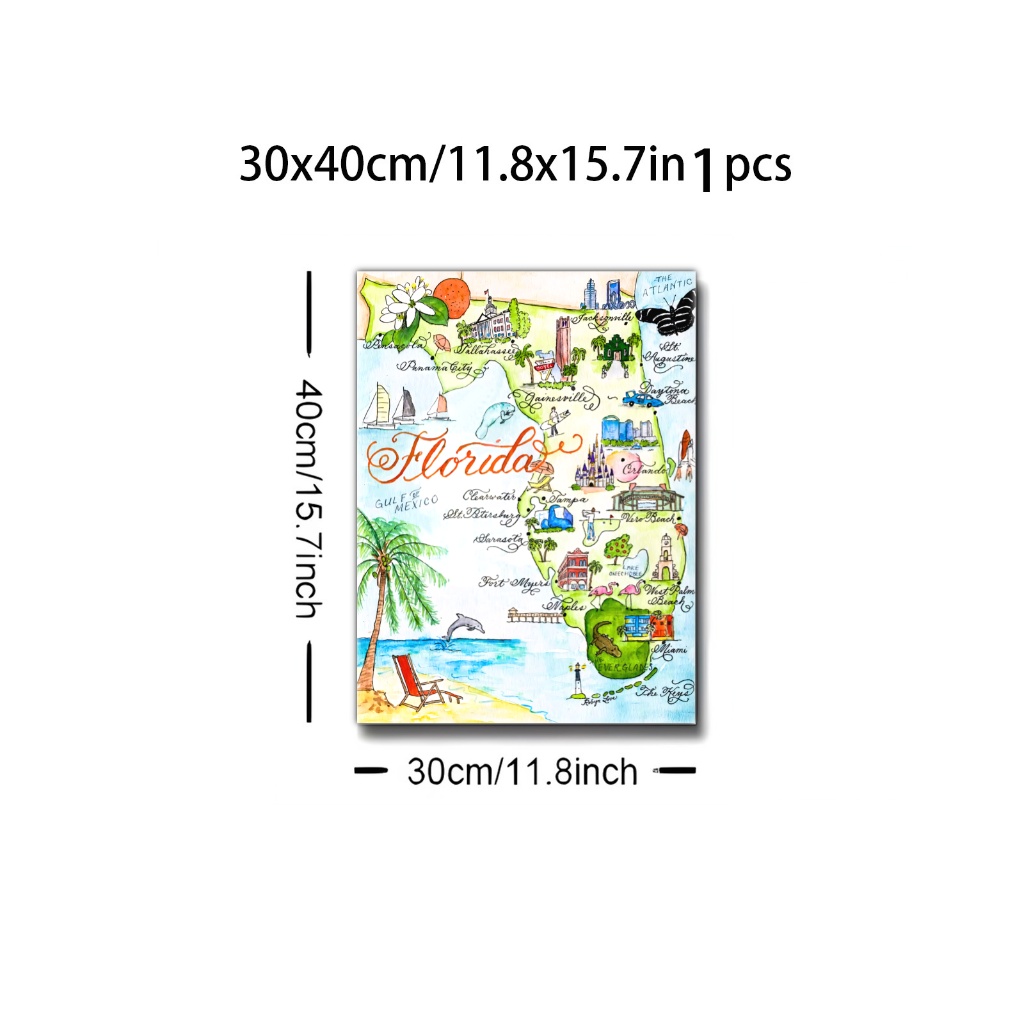 30x40cm/11.8x15.7in 1 pcs
40cm/15.7inch
THE
ATLANTIC
Jacksonville
Pensacola
Tallahassee
St.
Augustine
Panama City
Gainesville
Daytona
Beach
Florida
Orlando
GULF OF
MEXICO
Clearwater
Tampa
St. Petersburg
Vero Beach
Sarasota
LAKE
OKEECHOBEE
Fort Myers
West Palm
Beach
Naples
Miami
EVERGLADES
The Keys
30cm/11.8inch